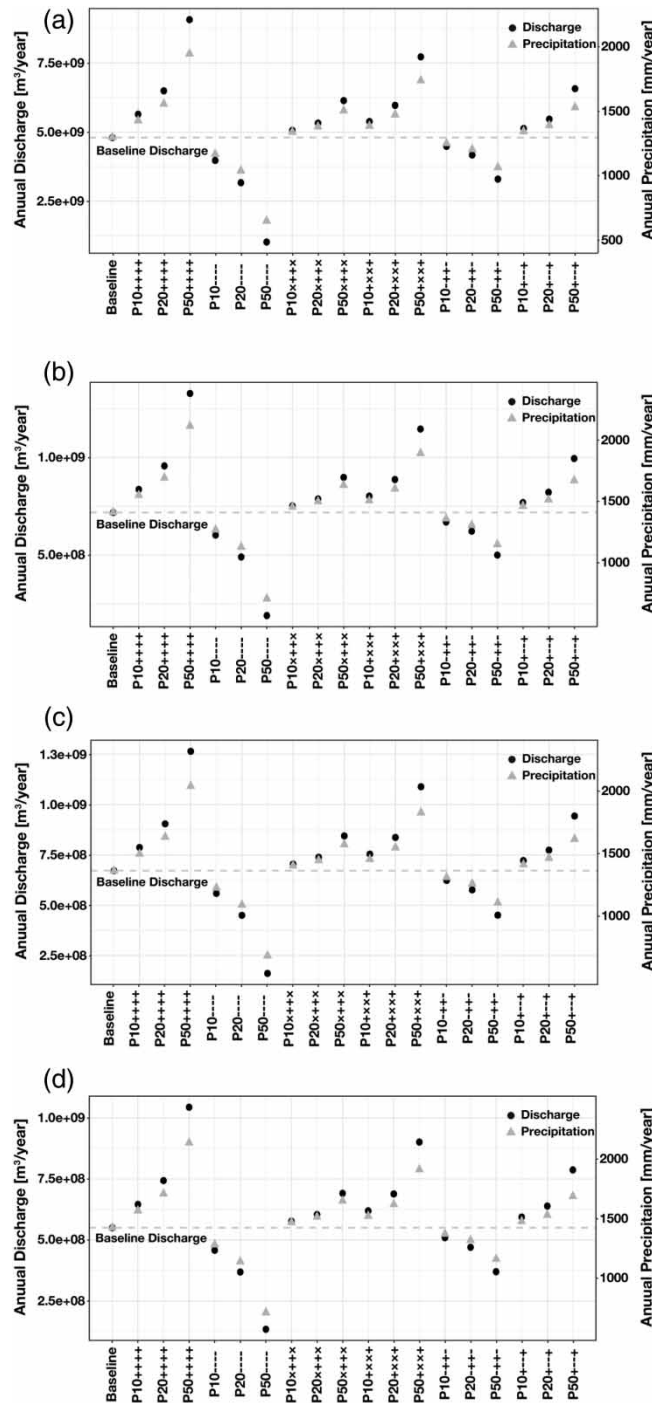 (a)
Anuual Discharge [m³/year]
7.5e+09
5.0e+09
2.5e+09
Discharge
Precipitation
Baseline Discharge
2000
1500
1000
500
Anuual Precipitaion [mm/year]
Baseline
P10++++
P20++++
P50++++
P10----
P20----
P50----
P10×++×
P20×++×
P50×++×
P10+××+
P20+××+
P50+××+
P10-++-
P20-++-
P50-++-
P10+--+
P20+--+
P50+--+
(b)
Anuual Discharge [m³/year]
1.0e+09
5.0e+08
Discharge
Precipitation
Baseline Discharge
2000
1500
1000
Anuual Precipitaion [mm/year]
Baseline
P10++++
P20++++
P50++++
P10----
P20----
P50----
P10×++×
P20×++×
P50×++×
P10+××+
P20+××+
P50+××+
P10-++-
P20-++-
P50-++-
P10+--+
P20+--+
P50+--+
(c)
Anuual Discharge [m³/year]
1.3e+09
1.0e+09
7.5e+08
5.0e+08
2.5e+08
Discharge
Precipitation
Baseline Discharge
2000
1500
1000
Anuual Precipitaion [mm/year]
Baseline
P10++++
P20++++
P50++++
P10----
P20----
P50----
P10×++×
P20×++×
P50×++×
P10+××+
P20+××+
P50+××+
P10-++-
P20-++-
P50-++-
P10+--+
P20+--+
P50+--+
(d)
Anuual Discharge [m³/year]
1.0e+09
7.5e+08
5.0e+08
2.5e+08
Discharge
Precipitation
Baseline Discharge
2000
1500
1000
Anuual Precipitaion [mm/year]
Baseline
P10++++
P20++++
P50++++
P10----
P20----
P50----
P10×++×
P20×++×
P50×++×
P10+××+
P20+××+
P50+××+
P10-++-
P20-++-
P50-++-
P10+--+
P20+--+
P50+--+